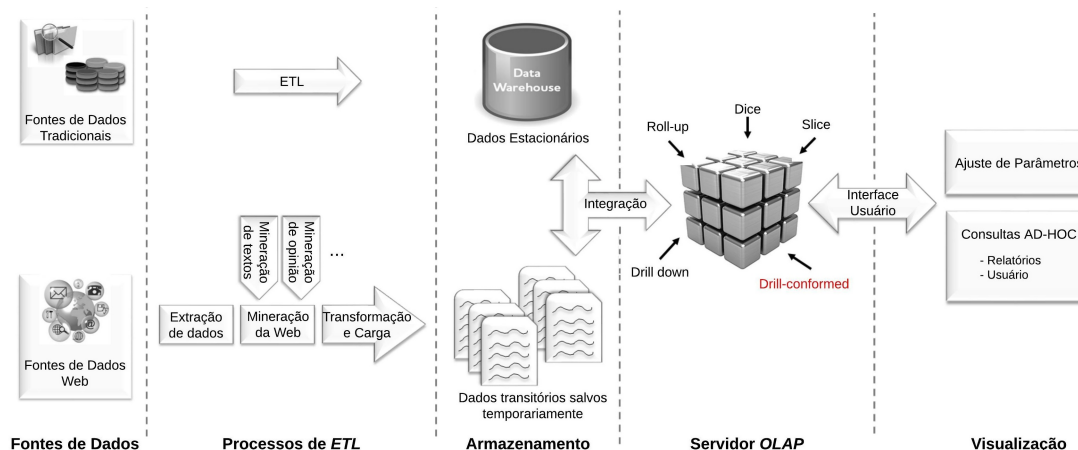 Fontes de Dados
Tradicionais
ETL
Data
Warehouse
Dados Estacionários
Roll-up
Dice
Slice
Drill down
Drill-conformed
Integração
Interface
Usuário
Ajuste de Parâmetros
Consultas AD-HOC
- Relatórios
- Usuário
Mineração
de textos
Mineração
de opinião
...
Fontes de Dados
Web
Extração
de dados
Mineração
da Web
Transformação
e Carga
Dados transitórios salvos
temporariamente
Fontes de Dados
Processos de ETL
Armazenamento
Servidor OLAP
Visualização